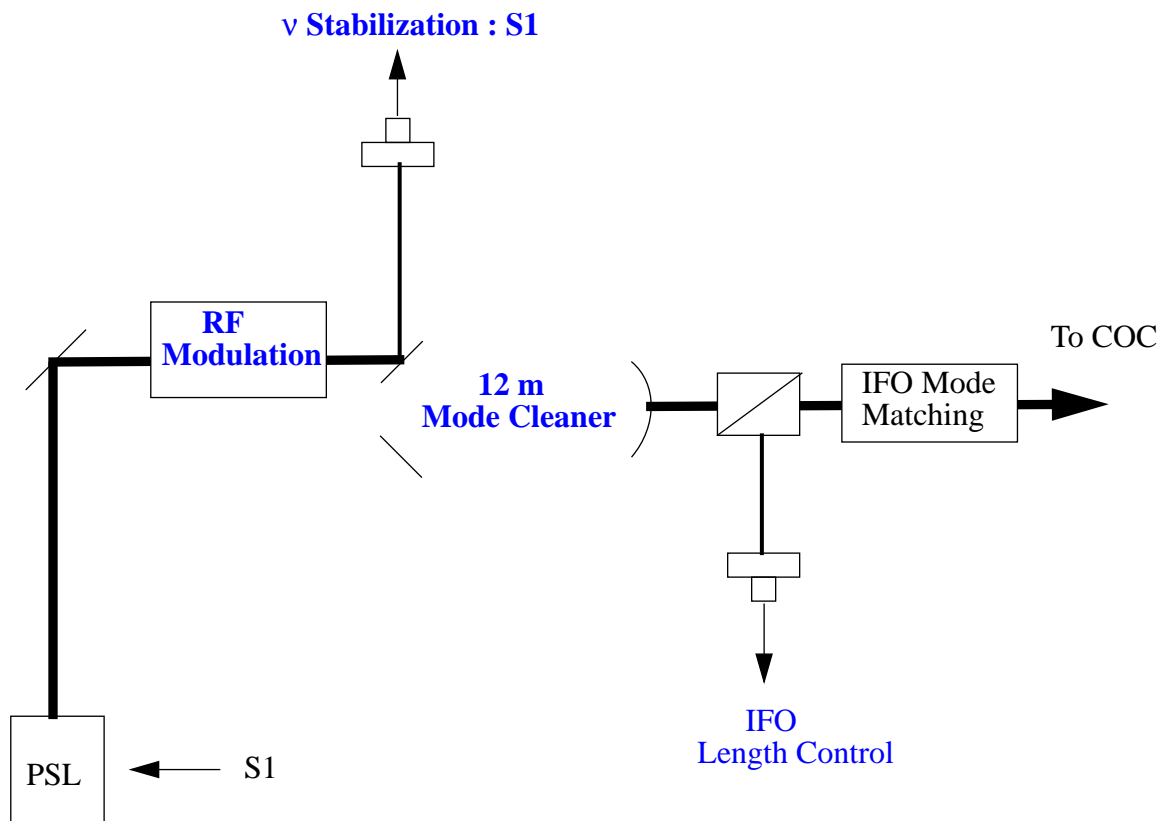 ν Stabilization : S1
RF
Modulation
To COC
12 m
Mode Cleaner
IFO Mode
Matching
IFO
Length Control
PSL
S1